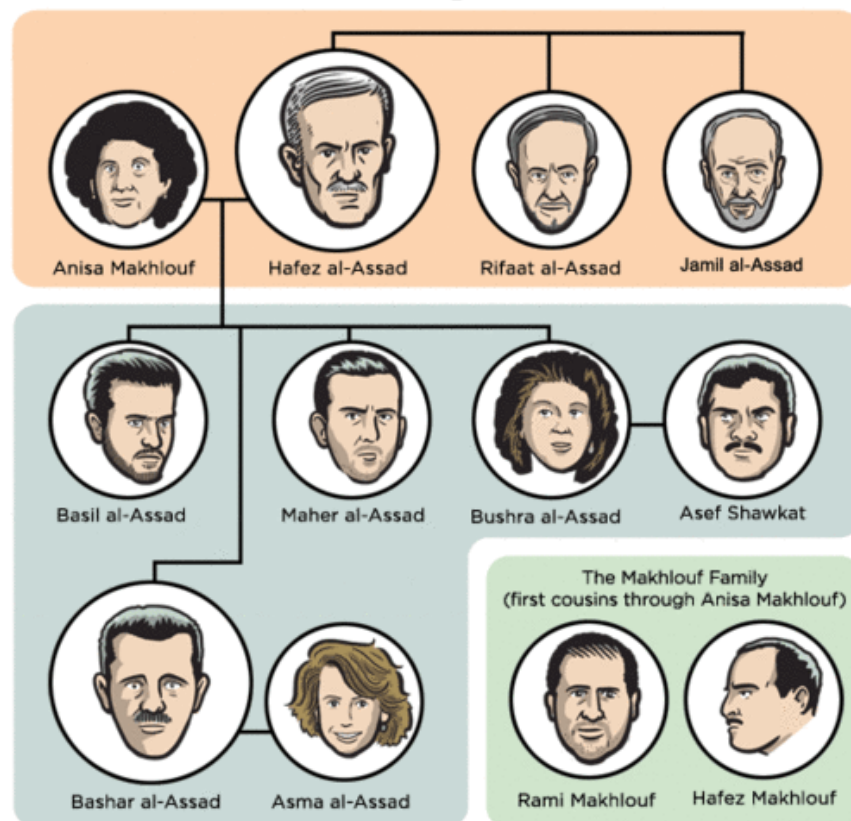 Anisa Makhlouf
Hafez al-Assad
Rifaat al-Assad
Jamil al-Assad
Basil al-Assad
Maher al-Assad
Bushra al-Assad
Asef Shawkat
The Makhlouf Family
(first cousins through Anisa Makhlouf)
Bashar al-Assad
Asma al-Assad
Rami Makhlouf
Hafez Makhlouf